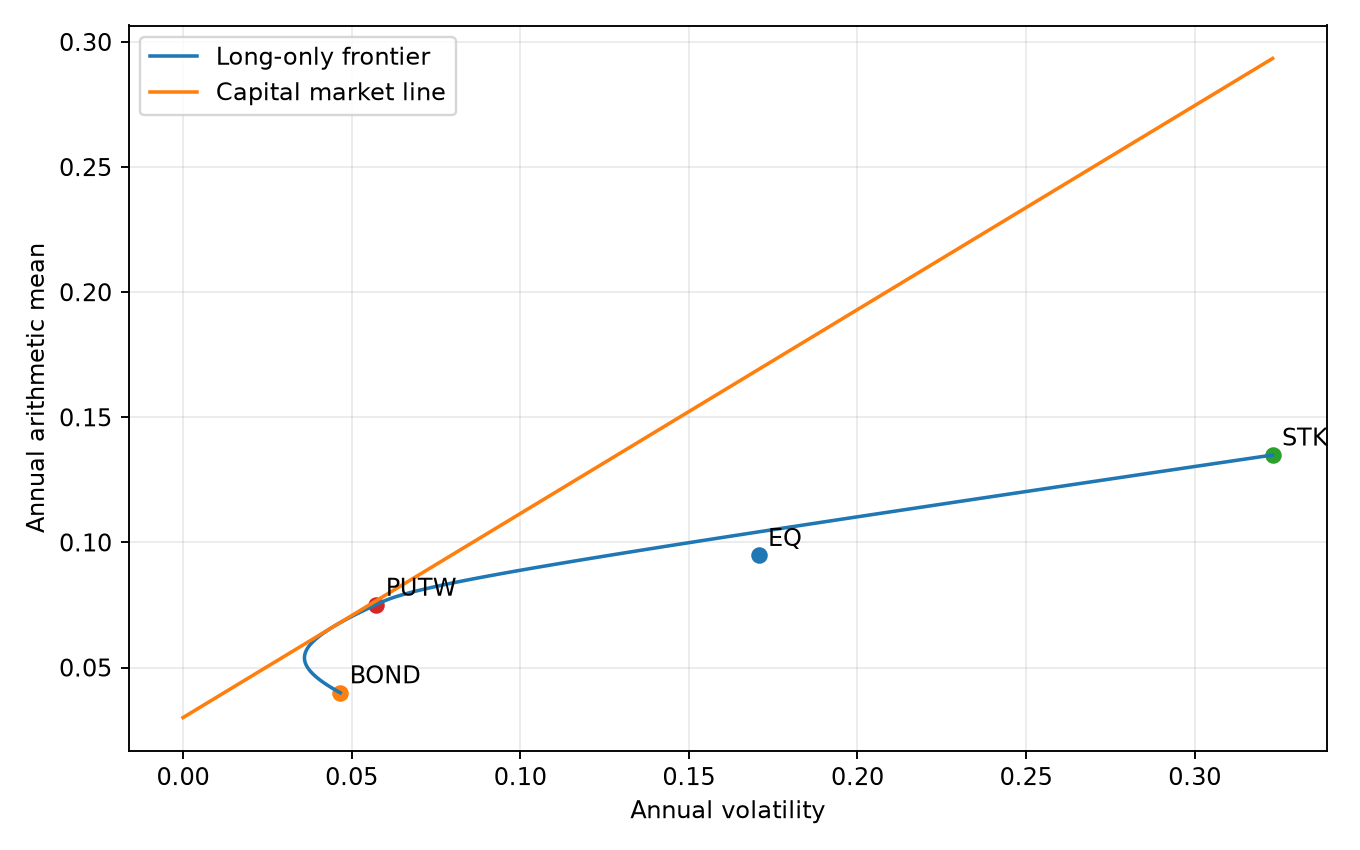 Long-only frontier
Capital market line
0.30
0.25
0.20
0.15
0.10
0.05
Annual arithmetic mean
STK
EQ
PUTW
BOND
0.00 0.05 0.10 0.15 0.20 0.25 0.30
Annual volatility